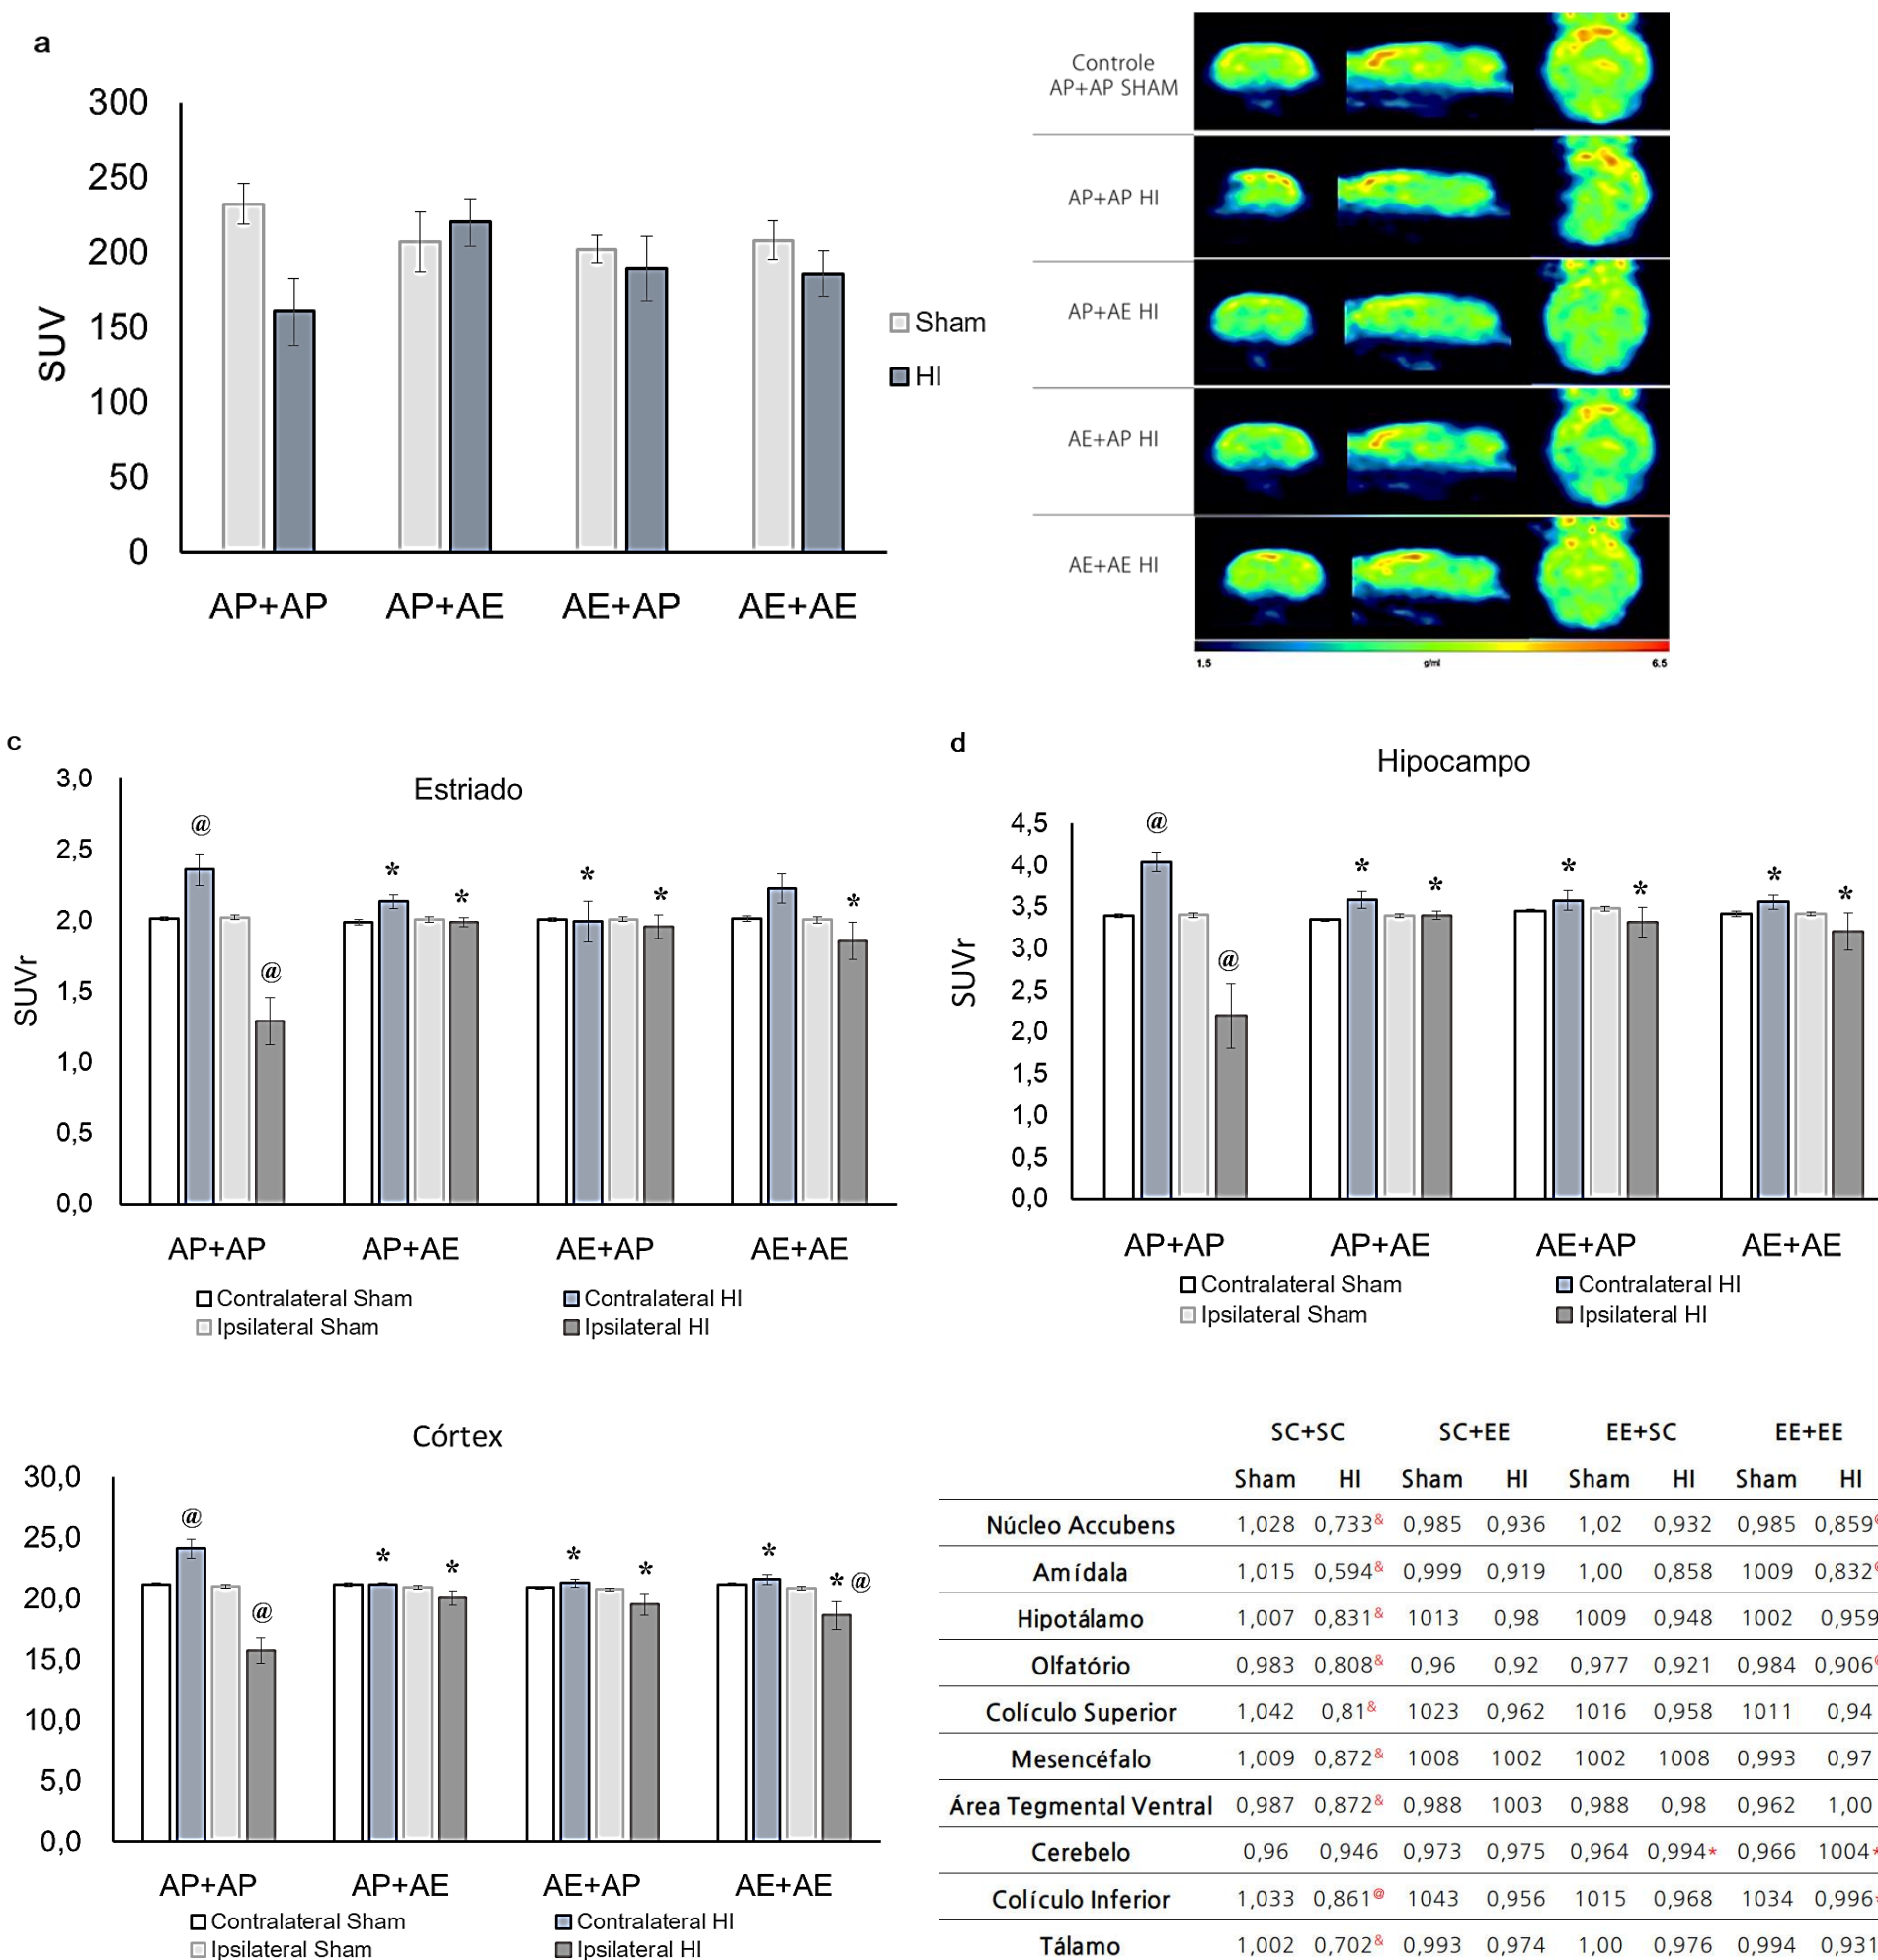 a
300
250
200
150
100
50
0
SUV
AP+AP AP+AE AE+AP AE+AE
Sham
HI
Controle
AP+AP SHAM
AP+AP HI
AP+AE HI
AE+AP HI
AE+AE HI
1.5 g/ml 6.5
c
Estriado
3,0
2,5
2,0
1,5
1,0
0,5
0,0
SUVr
@ @ * * * * *
AP+AP AP+AE AE+AP AE+AE
Contralateral Sham Contralateral HI
Ipsilateral Sham Ipsilateral HI
d
Hipocampo
4,5
4,0
3,5
3,0
2,5
2,0
1,5
1,0
0,5
0,0
SUVr
@ @ * * * * * *
AP+AP AP+AE AE+AP AE+AE
Contralateral Sham Contralateral HI
Ipsilateral Sham Ipsilateral HI
Córtex
30,0
25,0
20,0
15,0
10,0
5,0
0,0
@ @ * * * * * * @
AP+AP AP+AE AE+AP AE+AE
Contralateral Sham Contralateral HI
Ipsilateral Sham Ipsilateral HI
SC+SC SC+EE EE+SC EE+EE
Sham HI Sham HI Sham HI Sham HI
Núcleo Accubens 1,028 0,733& 0,985 0,936 1,02 0,932 0,985 0,859
Amídala 1,015 0,594& 0,999 0,919 1,00 0,858 1009 0,832
Hipotálamo 1,007 0,831& 1013 0,98 1009 0,948 1002 0,959
Olfatório 0,983 0,808& 0,96 0,92 0,977 0,921 0,984 0,906
Colículo Superior 1,042 0,81& 1023 0,962 1016 0,958 1011 0,94
Mesencéfalo 1,009 0,872& 1008 1002 1002 1008 0,993 0,97
Área Tegmental Ventral 0,987 0,872& 0,988 1003 0,988 0,98 0,962 1,00
Cerebelo 0,96 0,946 0,973 0,975 0,964 0,994* 0,966 1004*
Colículo Inferior 1,033 0,861@ 1043 0,956 1015 0,968 1034 0,996
Tálamo 1,002 0,702& 0,993 0,974 1,00 0,976 0,994 0,931